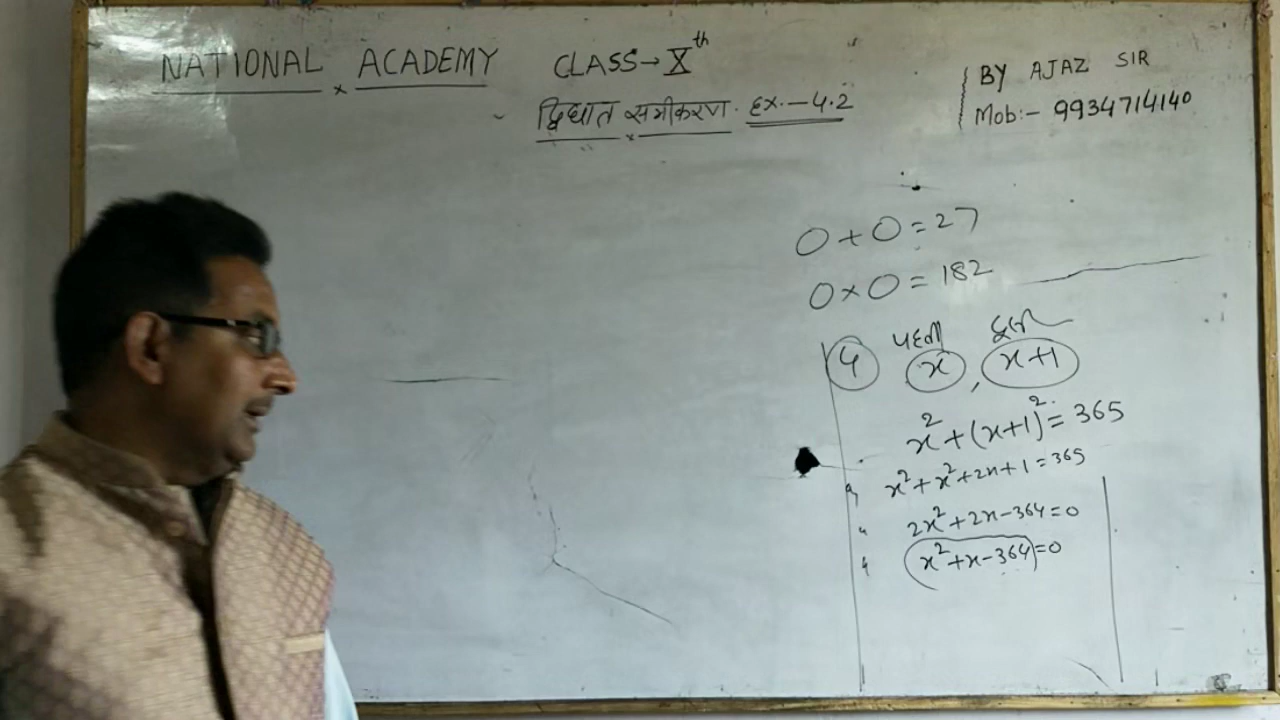 NATIONAL ACADEMY CLASS→X th
द्विघात समीकरण. Ex.—4.2
BY AJAZ SIR
Mob:- 9934714140
0+0=27
0×0=182
पहली
4 x , x+1
x²+(x+1)²=365
x²+x²+2x+1=365
2x²+2x-364=0
x²+x-364=0